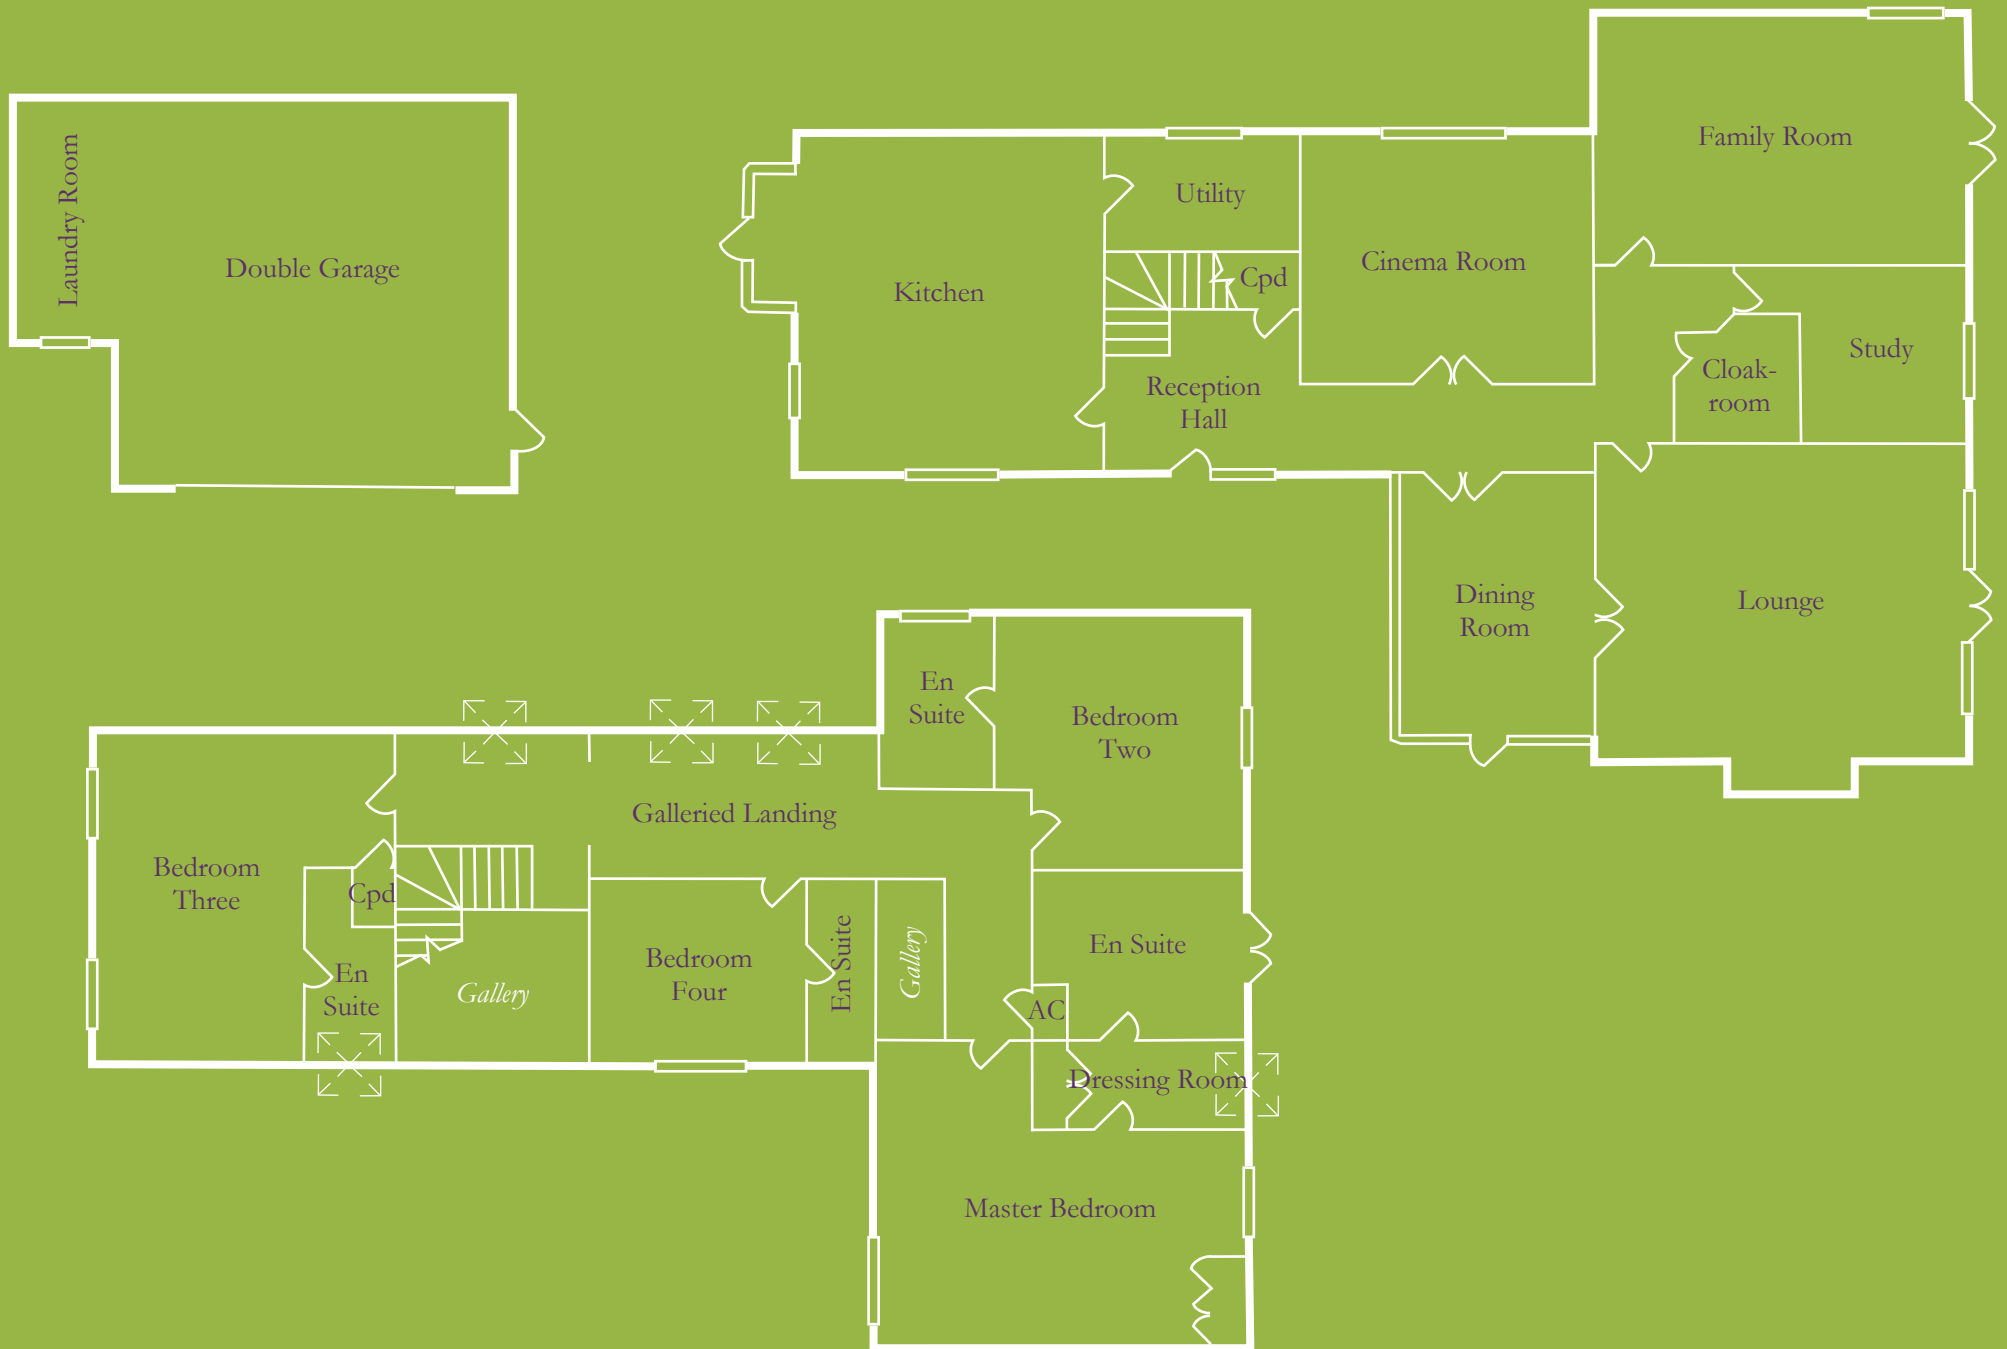 Laundry Room
Double Garage
Family Room
Utility
Cinema Room
Cpd
Kitchen
Study
Cloak-
room
Reception
Hall
Dining
Room
Lounge
En
Suite
Bedroom
Two
Galleried Landing
Bedroom
Three
Cpd
En
Suite
Gallery
Bedroom
Four
En Suite
Gallery
En Suite
AC
Dressing Room
Master Bedroom